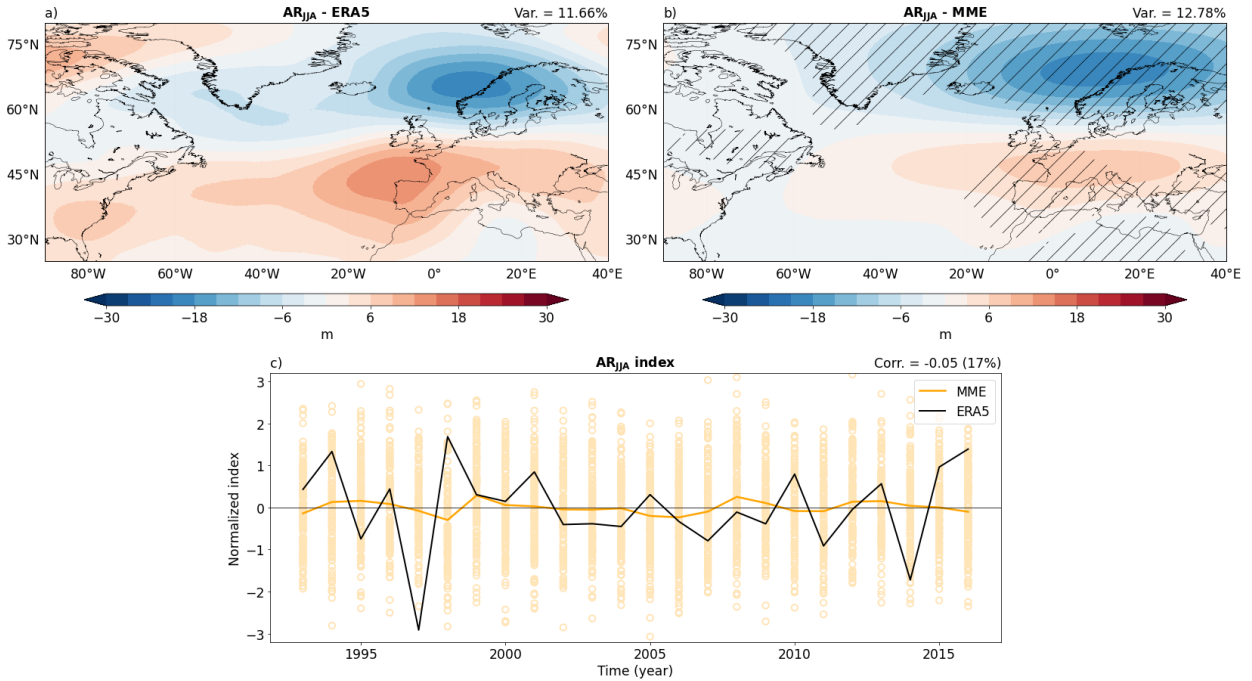 a) AR_JJA - ERA5 Var. = 11.66%
75°N
60°N
45°N
30°N
80°W 60°W 40°W 20°W 0° 20°E 40°E
−30 −18 −6 6 18 30
m
b) AR_JJA - MME Var. = 12.78%
75°N
60°N
45°N
30°N
80°W 60°W 40°W 20°W 0° 20°E 40°E
−30 −18 −6 6 18 30
m
c) AR_JJA index Corr. = -0.05 (17%)
Normalized index
3
2
1
0
−1
−2
−3
MME
ERA5
1995 2000 2005 2010 2015
Time (year)